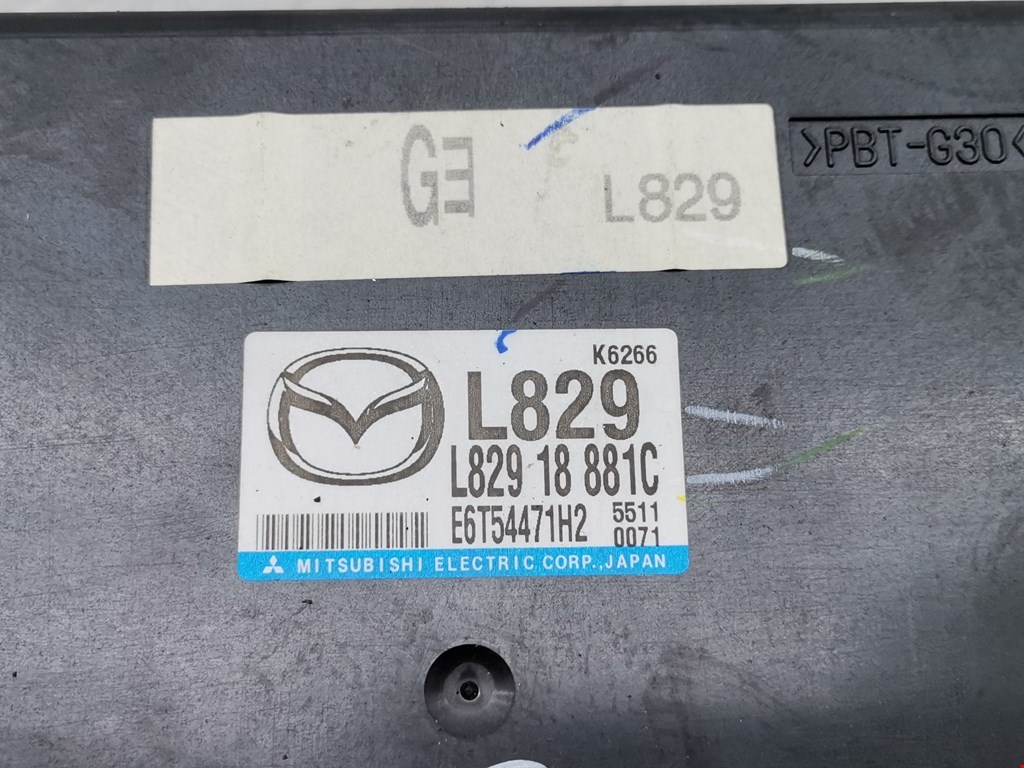 GE
L829
>PBT-G30<
K6266
L829
L829 18 881C
E6T54471H2
5511
0071
MITSUBISHI ELECTRIC CORP.,JAPAN